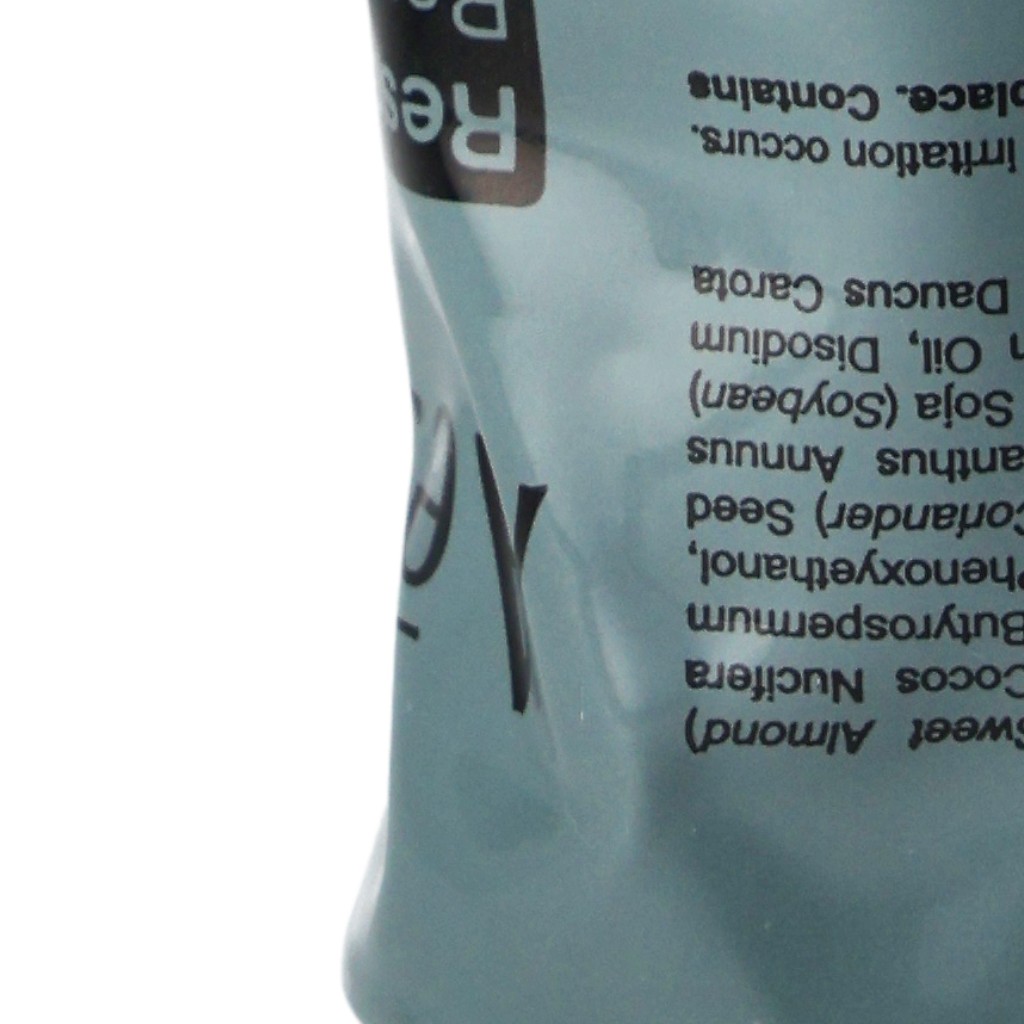 Sweet Almond)
Cocos Nucifera
Butyrospermum
Phenoxyethanol,
Coriander) Seed
anthus Annuus
Soja (Soybean)
Oil, Disodium
Daucus Carota
irritation occurs.
place. Contains
Y
Res